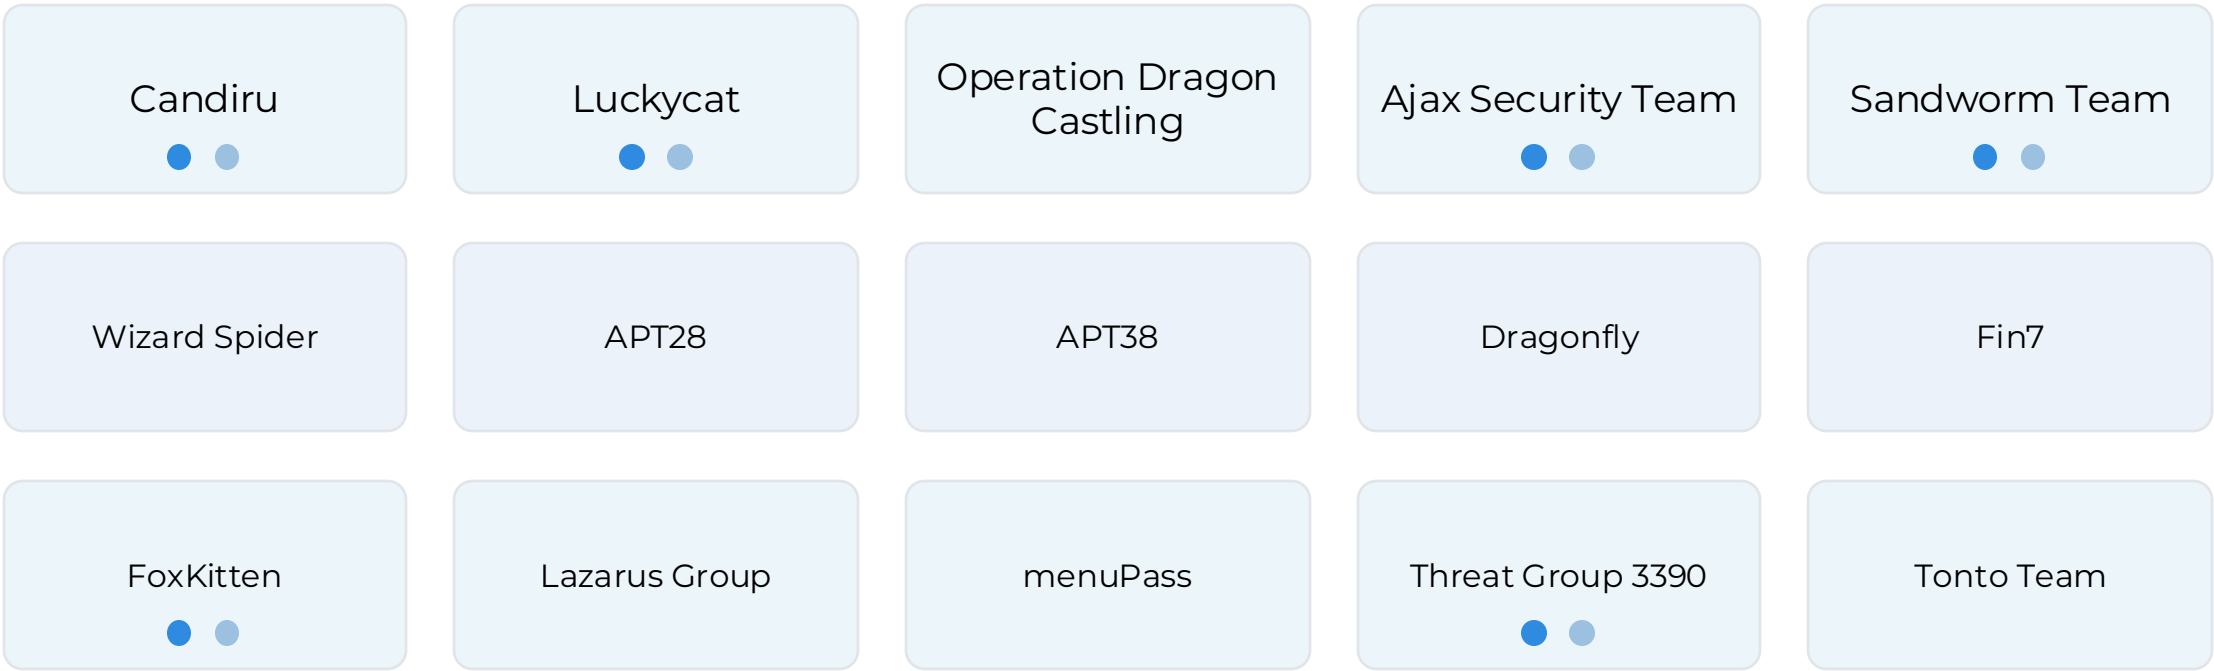 Candiru
Luckycat
Operation Dragon
Castling
Ajax Security Team
Sandworm Team
Wizard Spider
APT28
APT38
Dragonfly
Fin7
FoxKitten
Lazarus Group
menuPass
Threat Group 3390
Tonto Team